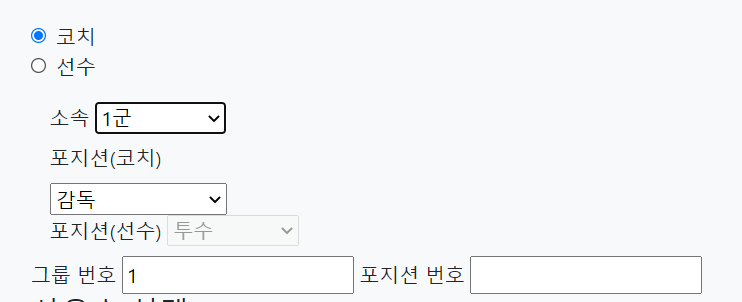 코치
선수
소속 1군
포지션(코치)
감독
포지션(선수) 투수
그룹 번호 1 포지션 번호